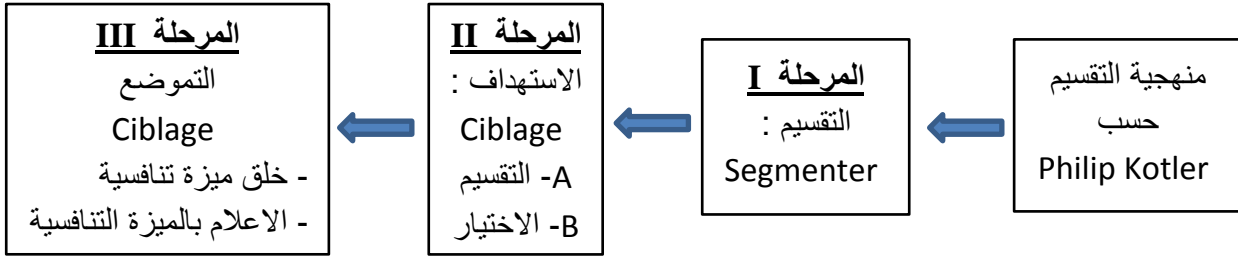 منهجية التقسيم
حسب
Philip Kotler
المرحلة I
التقسيم :
Segmenter
المرحلة II
الاستهداف :
Ciblage
A- التقسيم
B- الاختيار
المرحلة III
التموضع
Ciblage
- خلق ميزة تنافسية
- الاعلام بالميزة التنافسية